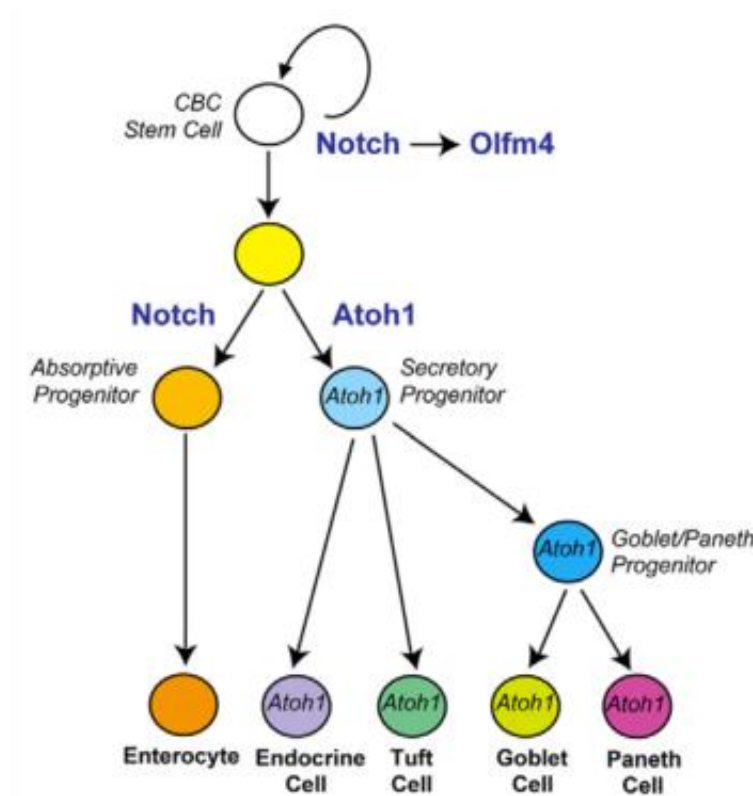 CBC
Stem Cell
Notch → Olfm4
Notch
Atoh1
Absorptive
Progenitor
Atoh1
Secretory
Progenitor
Atoh1
Goblet/Paneth
Progenitor
Atoh1
Atoh1
Atoh1
Atoh1
Enterocyte
Endocrine
Cell
Tuft
Cell
Goblet
Cell
Paneth
Cell